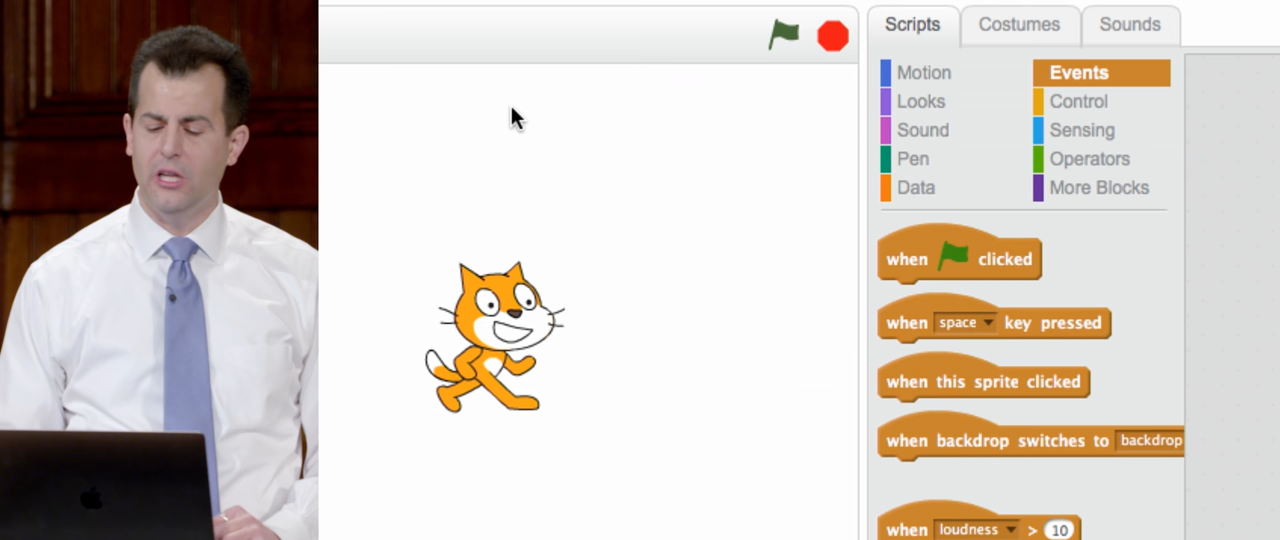 Scripts Costumes Sounds
Motion Events
Looks Control
Sound Sensing
Pen Operators
Data More Blocks
when clicked
when space key pressed
when this sprite clicked
when backdrop switches to backdrop
when loudness > 10